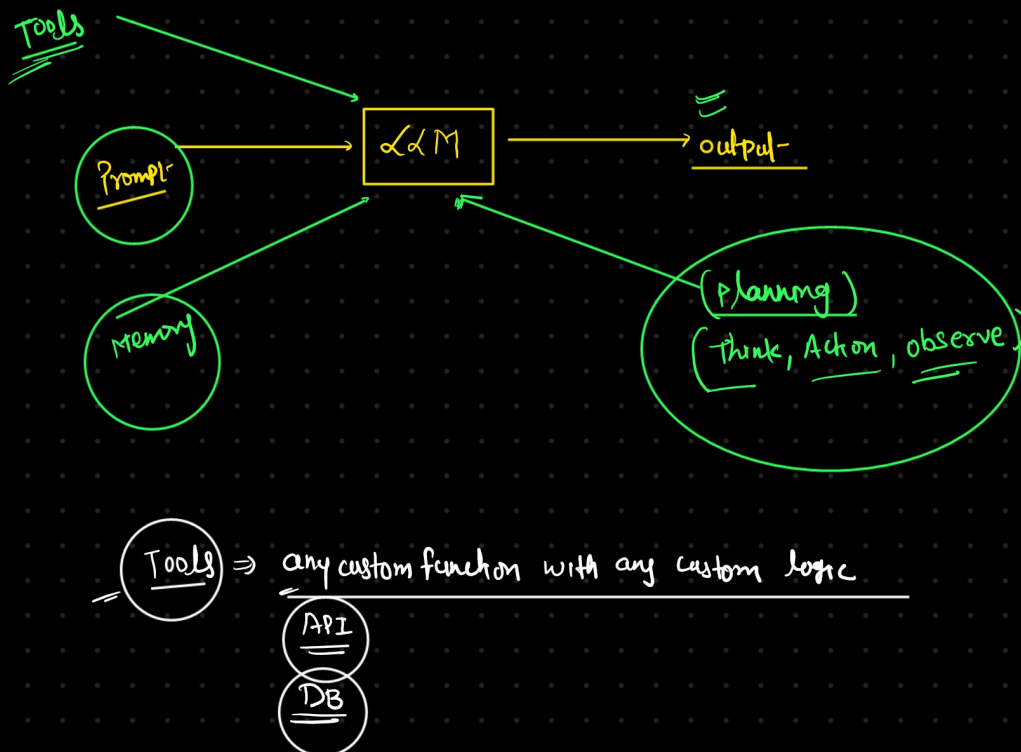 Tools
LLM
output
Prompt
(planning)
(Think, Action, observe)
Memory
Tools ⇒ any custom function with any custom logic
API
DB